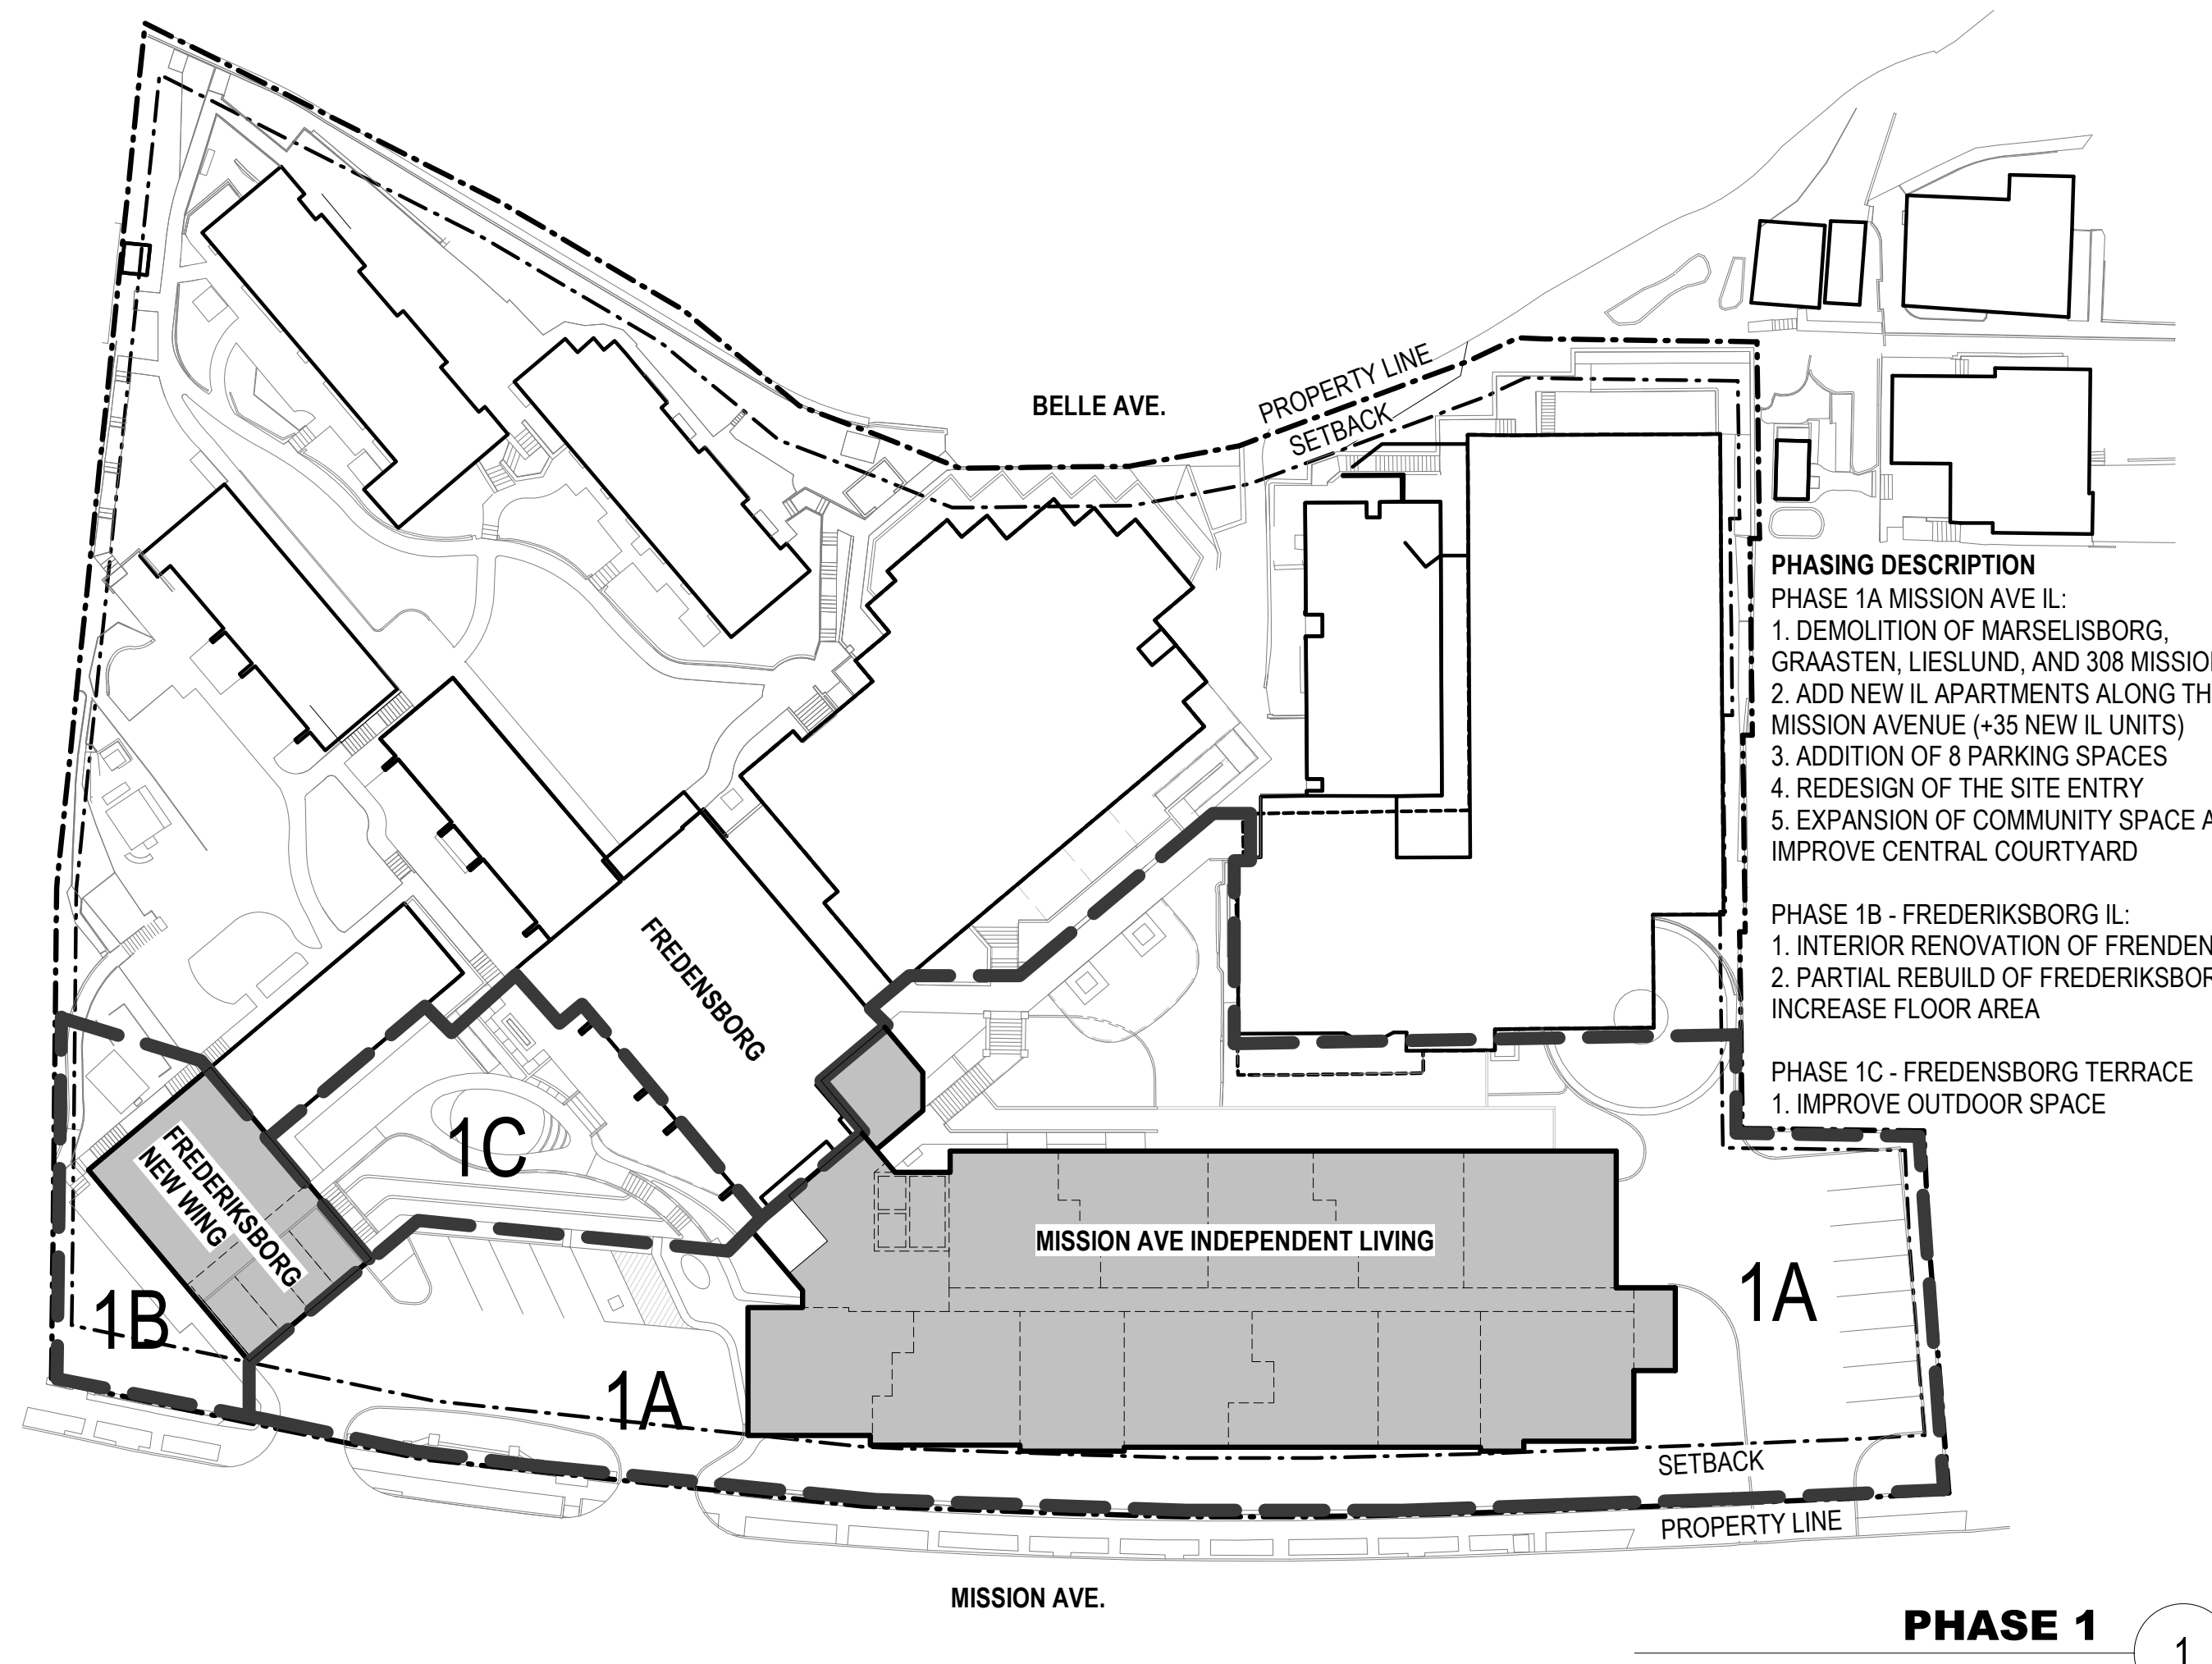 BELLE AVE.
PROPERTY LINE
SETBACK
PHASING DESCRIPTION
PHASE 1A MISSION AVE IL:
1. DEMOLITION OF MARSELISBORG,
GRAASTEN, LIESLUND, AND 308 MISSION
2. ADD NEW IL APARTMENTS ALONG TH
MISSION AVENUE (+35 NEW IL UNITS)
3. ADDITION OF 8 PARKING SPACES
4. REDESIGN OF THE SITE ENTRY
5. EXPANSION OF COMMUNITY SPACE A
IMPROVE CENTRAL COURTYARD
PHASE 1B - FREDERIKSBORG IL:
1. INTERIOR RENOVATION OF FRENDEN
2. PARTIAL REBUILD OF FREDERIKSBOR
INCREASE FLOOR AREA
PHASE 1C - FREDENSBORG TERRACE
1. IMPROVE OUTDOOR SPACE
FREDENSBORG
1C
FREDERIKSBORG
NEW WING
MISSION AVE INDEPENDENT LIVING
1B
1A
1A
SETBACK
PROPERTY LINE
MISSION AVE.
PHASE 1
1